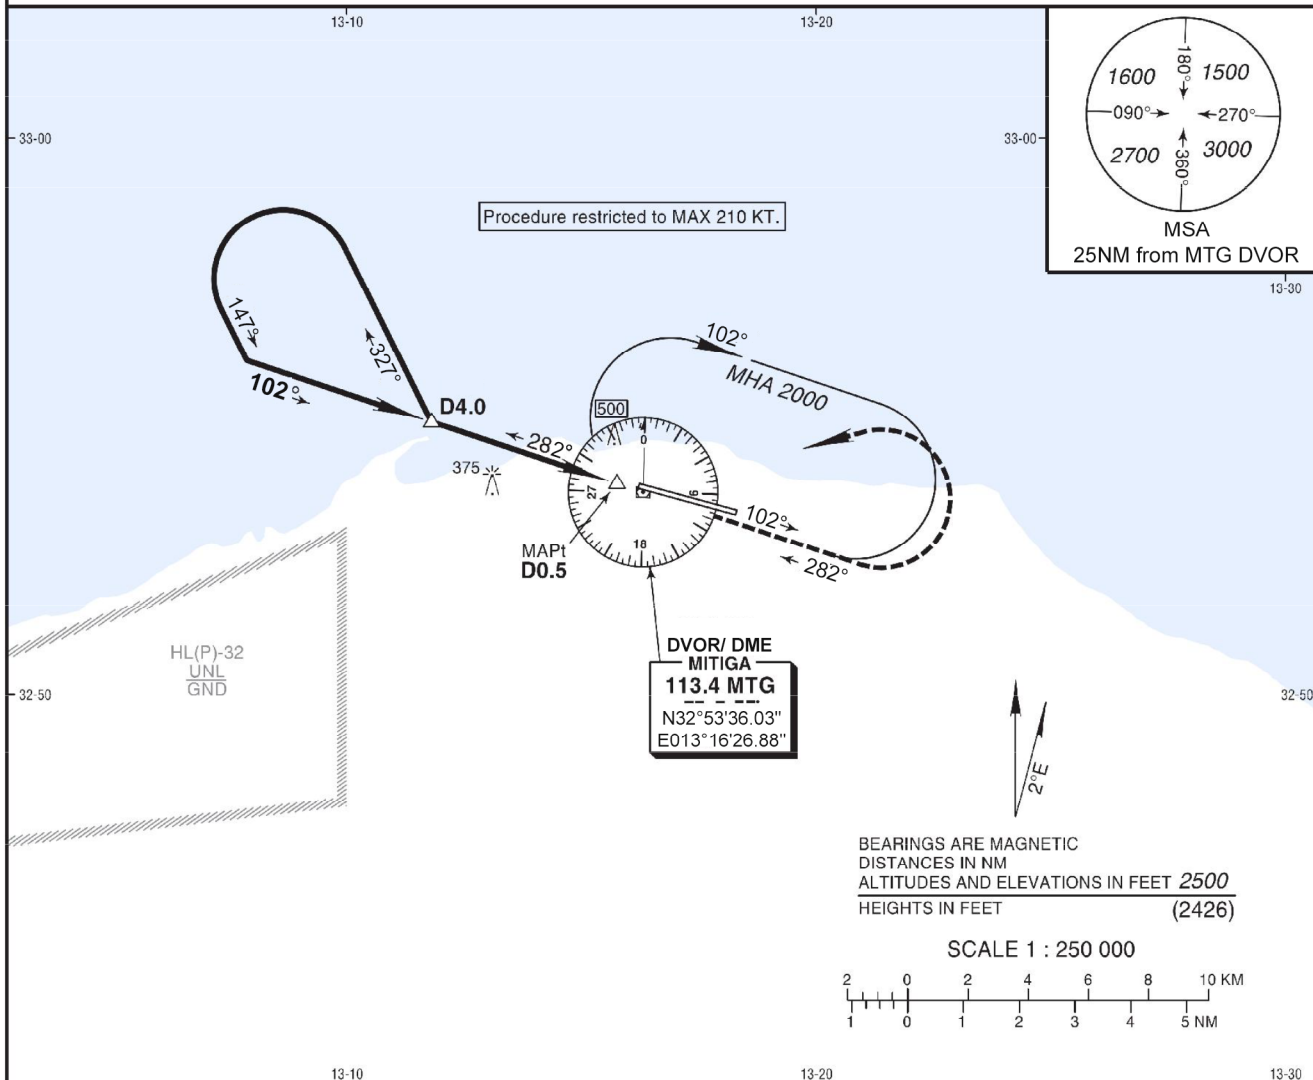 13-10
13-20
33-00
33-00
180°
1600
1500
090°
270°
2700
3000
360°
MSA
25NM from MTG DVOR
13-30
Procedure restricted to MAX 210 KT.
147°
327°
102°
D4.0
102°
MHA 2000
500
282°
375
0
27
9
18
MAPt
D0.5
102°
282°
HL(P)-32
UNL
GND
DVOR/ DME
MITIGA
113.4 MTG
N32°53'36.03"
E013°16'26.88"
32-50
32-50
2°E
BEARINGS ARE MAGNETIC
DISTANCES IN NM
ALTITUDES AND ELEVATIONS IN FEET 2500
HEIGHTS IN FEET (2426)
SCALE 1 : 250 000
2 0 2 4 6 8 10 KM
1 0 1 2 3 4 5 NM
13-10
13-20
13-30